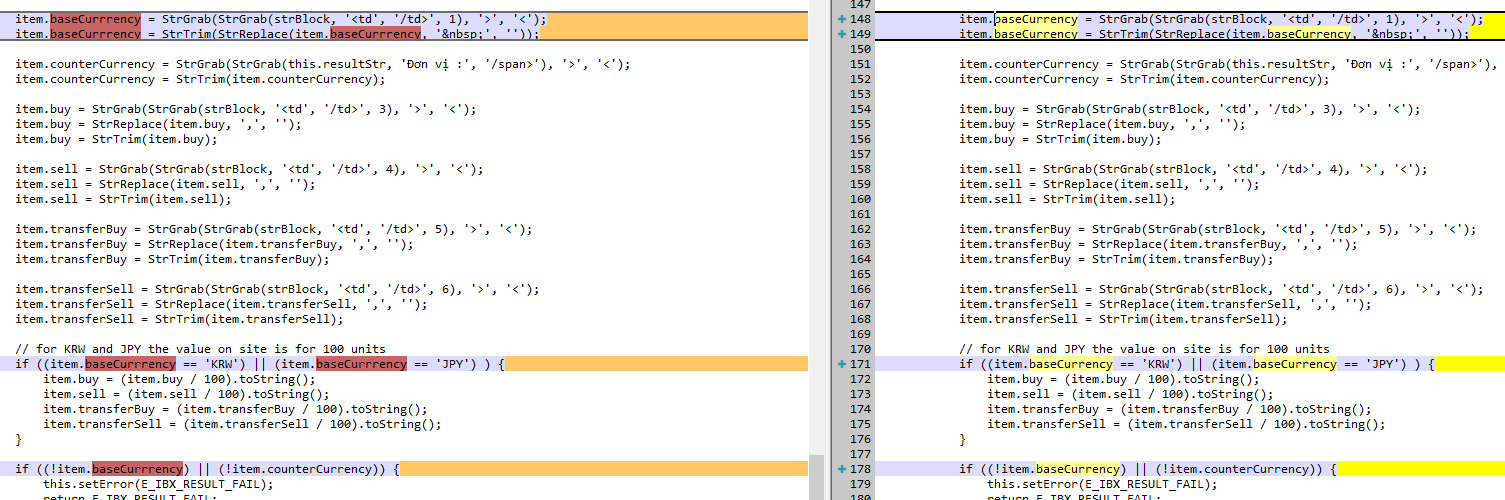 item.baseCurrrency = StrGrab(StrGrab(strBlock, '<td', '/td>', 1), '>', '<');
item.baseCurrrency = StrTrim(StrReplace(item.baseCurrrency, '&nbsp;', ''));
item.counterCurrency = StrGrab(StrGrab(this.resultStr, 'Đơn vị :', '/span>'), '>', '<');
item.counterCurrency = StrTrim(item.counterCurrency);
item.buy = StrGrab(StrGrab(strBlock, '<td', '/td>', 3), '>', '<');
item.buy = StrReplace(item.buy, ',', '');
item.buy = StrTrim(item.buy);
item.sell = StrGrab(StrGrab(strBlock, '<td', '/td>', 4), '>', '<');
item.sell = StrReplace(item.sell, ',', '');
item.sell = StrTrim(item.sell);
item.transferBuy = StrGrab(StrGrab(strBlock, '<td', '/td>', 5), '>', '<');
item.transferBuy = StrReplace(item.transferBuy, ',', '');
item.transferBuy = StrTrim(item.transferBuy);
item.transferSell = StrGrab(StrGrab(strBlock, '<td', '/td>', 6), '>', '<');
item.transferSell = StrReplace(item.transferSell, ',', '');
item.transferSell = StrTrim(item.transferSell);
// for KRW and JPY the value on site is for 100 units
if ((item.baseCurrrency == 'KRW') || (item.baseCurrrency == 'JPY') ) {
item.buy = (item.buy / 100).toString();
item.sell = (item.sell / 100).toString();
item.transferBuy = (item.transferBuy / 100).toString();
item.transferSell = (item.transferSell / 100).toString();
}
if ((!item.baseCurrrency) || (!item.counterCurrency)) {
this.setError(E_IBX_RESULT_FAIL);
return E_IBX_RESULT_FAIL;
147
148 item.baseCurrency = StrGrab(StrGrab(strBlock, '<td', '/td>', 1), '>', '<');
149 item.baseCurrency = StrTrim(StrReplace(item.baseCurrency, '&nbsp;', ''));
150
151 item.counterCurrency = StrGrab(StrGrab(this.resultStr, 'Đơn vị :', '/span>'),
152 item.counterCurrency = StrTrim(item.counterCurrency);
153
154 item.buy = StrGrab(StrGrab(strBlock, '<td', '/td>', 3), '>', '<');
155 item.buy = StrReplace(item.buy, ',', '');
156 item.buy = StrTrim(item.buy);
157
158 item.sell = StrGrab(StrGrab(strBlock, '<td', '/td>', 4), '>', '<');
159 item.sell = StrReplace(item.sell, ',', '');
160 item.sell = StrTrim(item.sell);
161
162 item.transferBuy = StrGrab(StrGrab(strBlock, '<td', '/td>', 5), '>', '<');
163 item.transferBuy = StrReplace(item.transferBuy, ',', '');
164 item.transferBuy = StrTrim(item.transferBuy);
165
166 item.transferSell = StrGrab(StrGrab(strBlock, '<td', '/td>', 6), '>', '<');
167 item.transferSell = StrReplace(item.transferSell, ',', '');
168 item.transferSell = StrTrim(item.transferSell);
169
170 // for KRW and JPY the value on site is for 100 units
171 if ((item.baseCurrency == 'KRW') || (item.baseCurrency == 'JPY') ) {
172 item.buy = (item.buy / 100).toString();
173 item.sell = (item.sell / 100).toString();
174 item.transferBuy = (item.transferBuy / 100).toString();
175 item.transferSell = (item.transferSell / 100).toString();
176 }
177
178 if ((!item.baseCurrency) || (!item.counterCurrency)) {
179 this.setError(E_IBX_RESULT_FAIL);
180 return E_IBX_RESULT_FAIL;